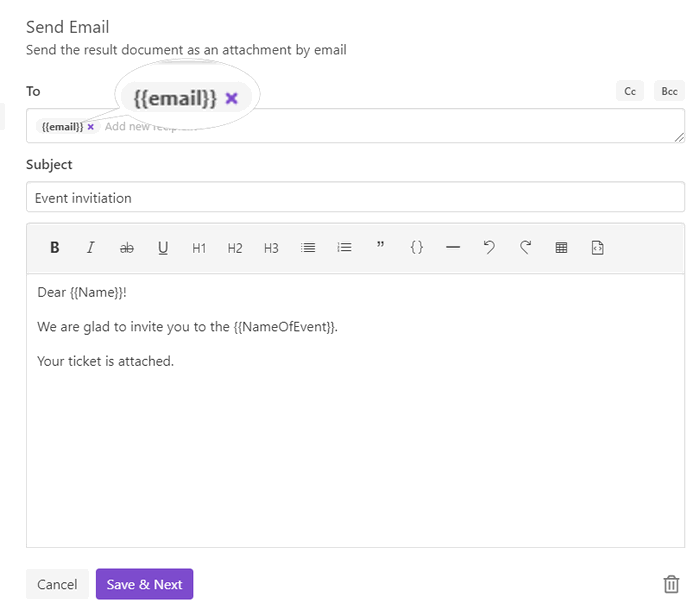 Send Email
Send the result document as an attachment by email
To
Cc
Bcc
{{email}} ×
{{email}} × Add new recipient
Subject
Event invitiation
B I ab U H1 H2 H3 ” {} —
Dear {{Name}}!
We are glad to invite you to the {{NameOfEvent}}.
Your ticket is attached.
Cancel
Save & Next